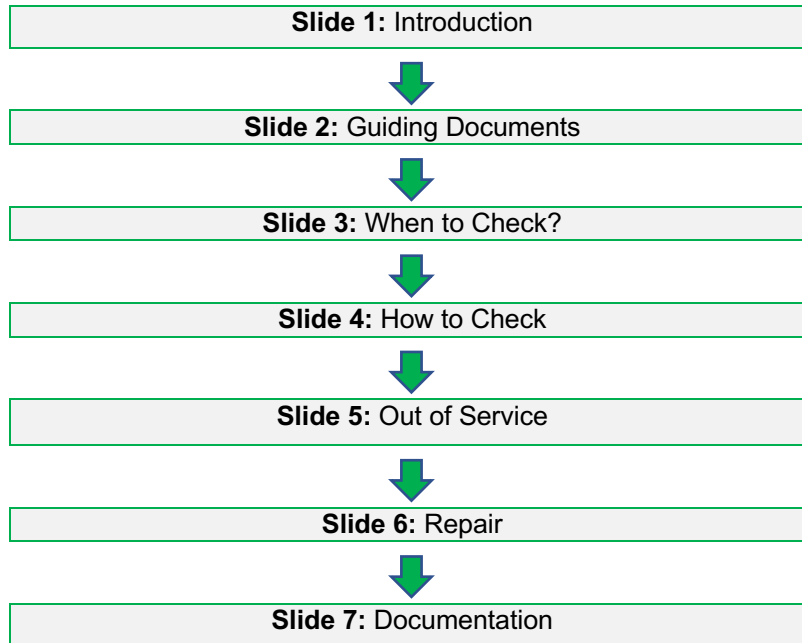 Slide 1: Introduction
Slide 2: Guiding Documents
Slide 3: When to Check?
Slide 4: How to Check
Slide 5: Out of Service
Slide 6: Repair
Slide 7: Documentation